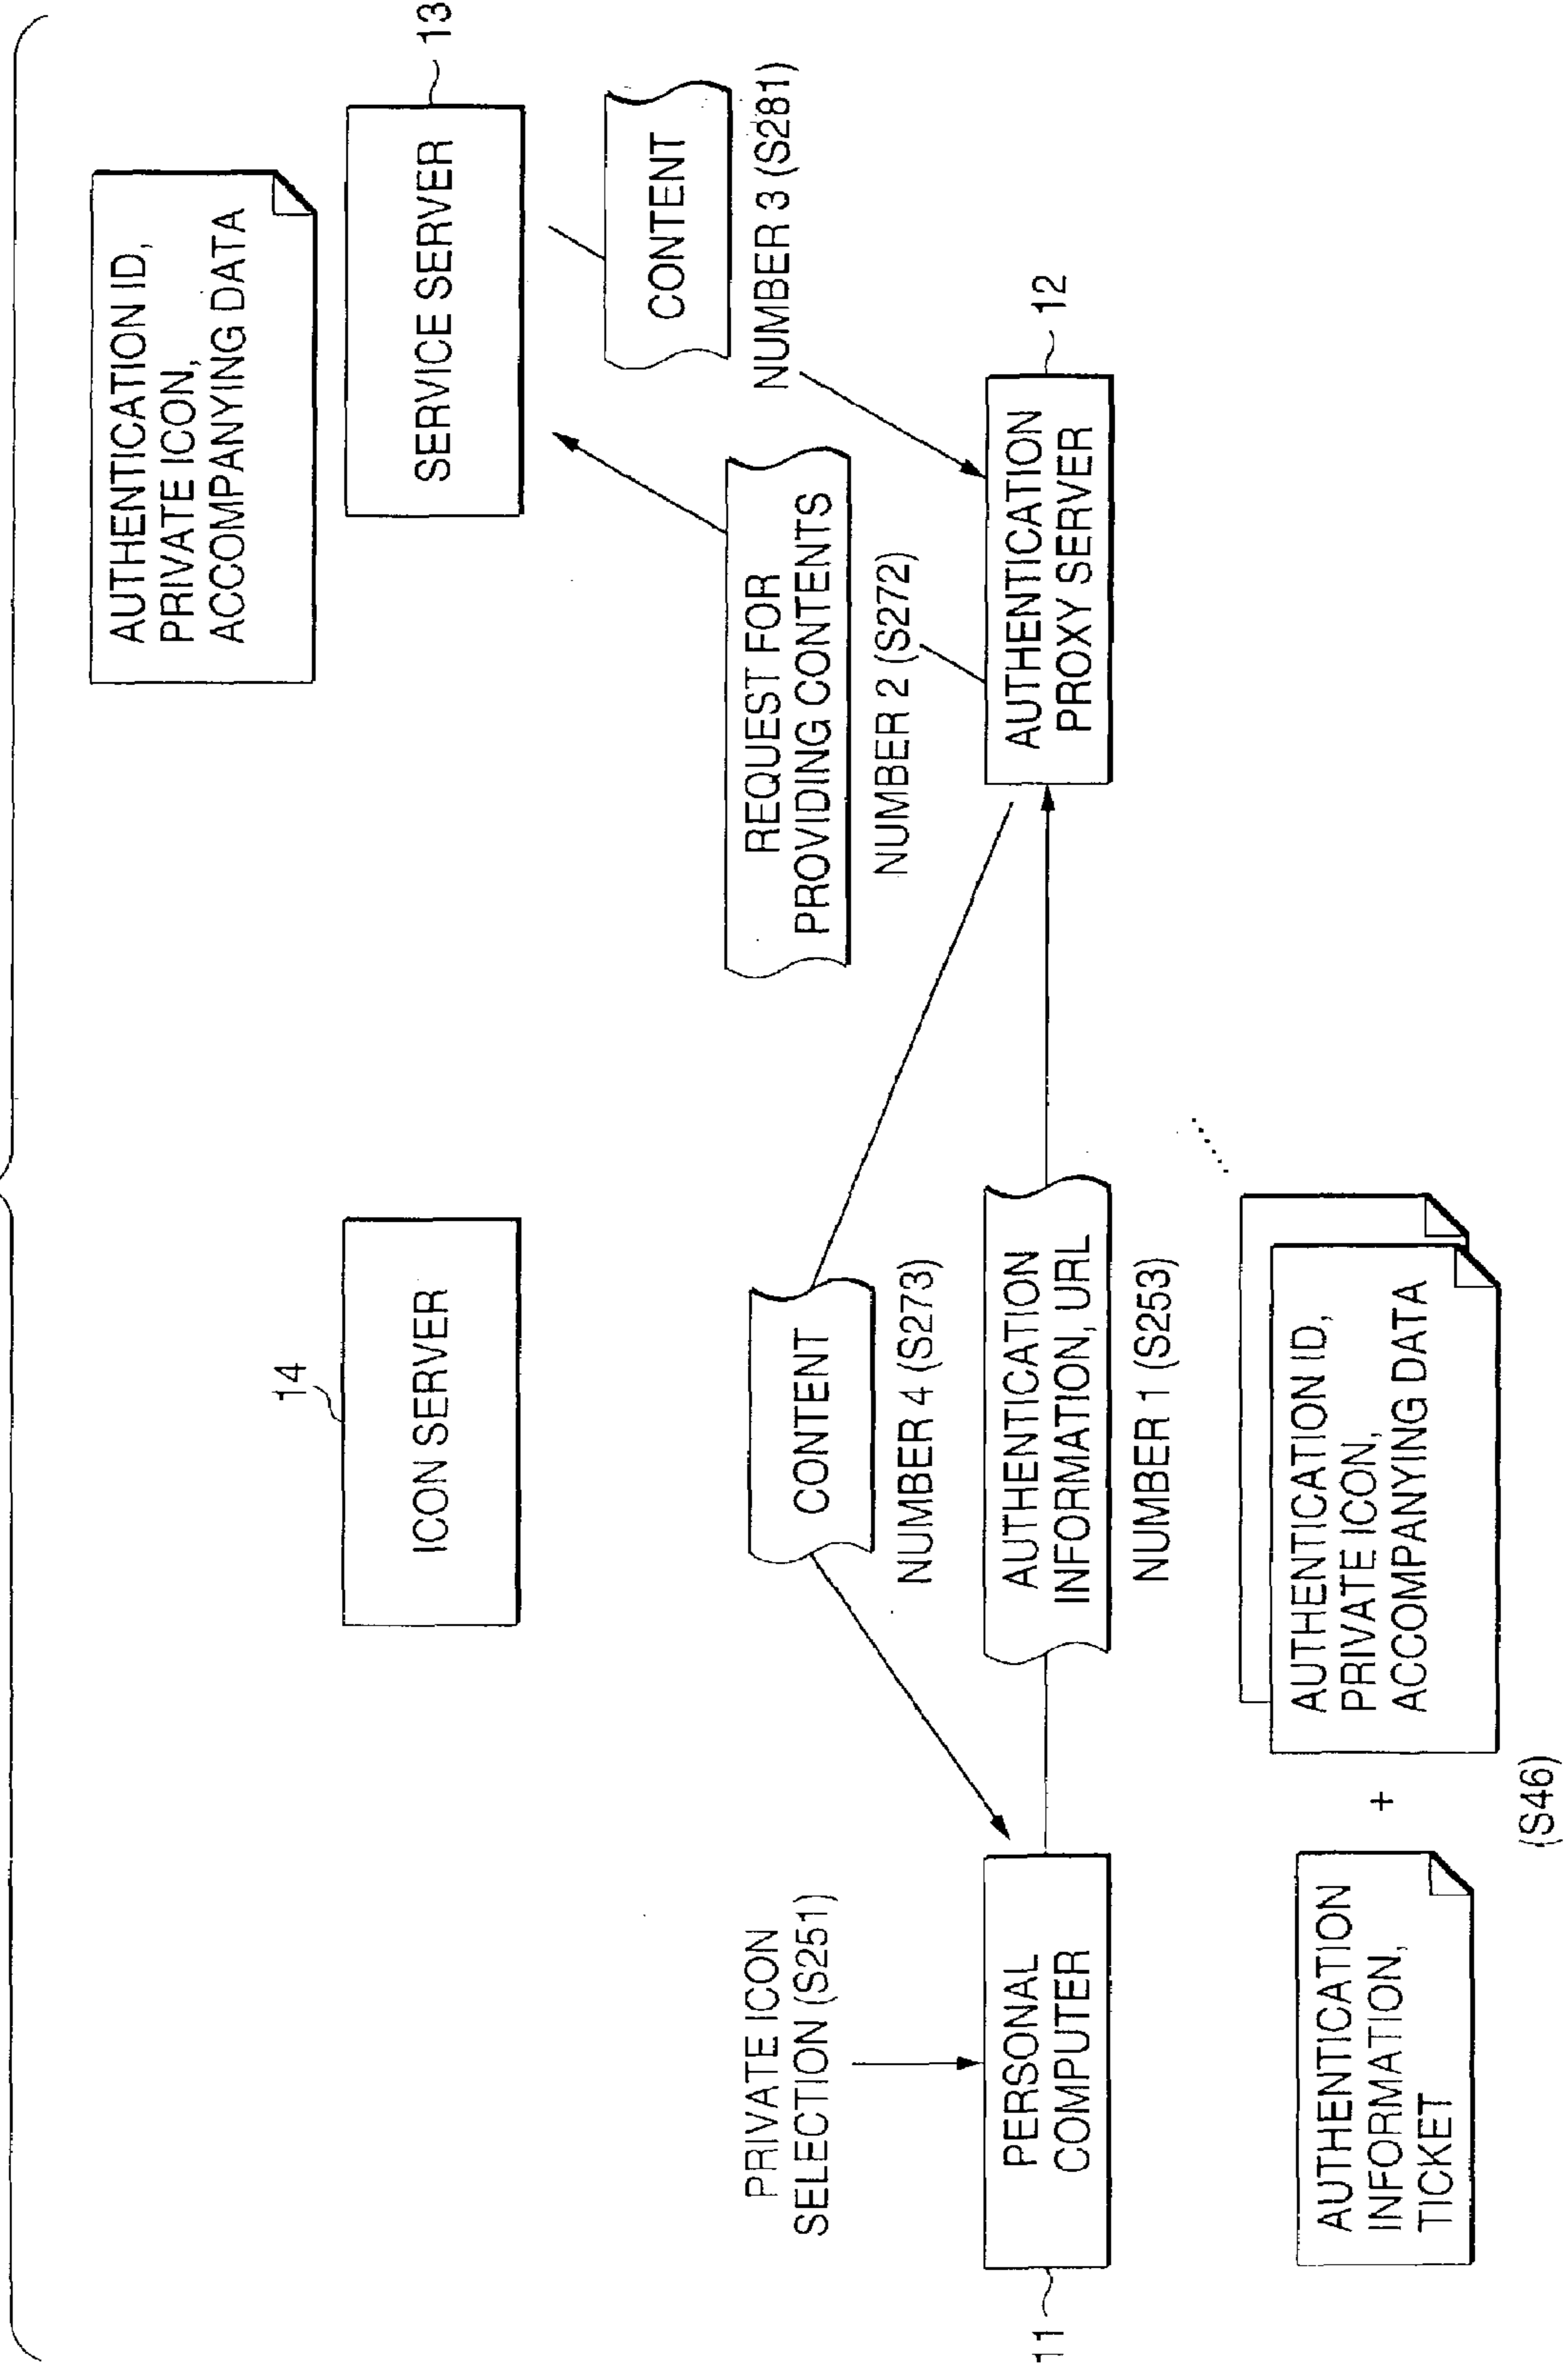 AUTHENTICATION ID,
PRIVATE ICON,
ACCOMPANYING DATA
14
ICON SERVER
SERVICE SERVER
13
CONTENT
NUMBER 3 (S281)
REQUEST FOR
PROVIDING CONTENTS
NUMBER 2 (S272)
PRIVATE ICON
SELECTION (S251)
CONTENT
NUMBER 4 (S273)
11
PERSONAL
COMPUTER
AUTHENTICATION
INFORMATION, URL
NUMBER 1 (S253)
AUTHENTICATION
PROXY SERVER
12
AUTHENTICATION
INFORMATION,
TICKET
+
AUTHENTICATION ID,
PRIVATE ICON,
ACCOMPANYING DATA
(S46)